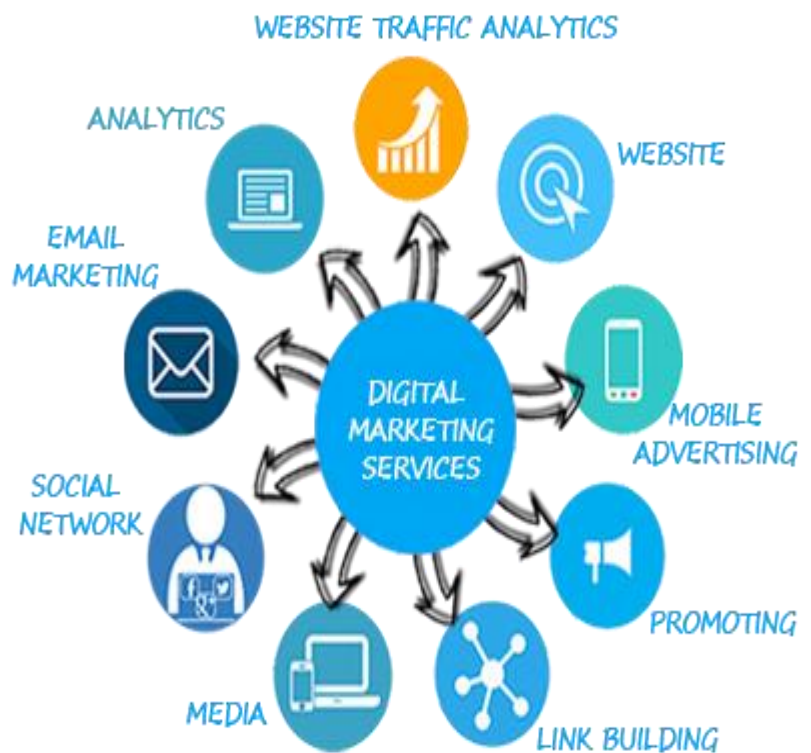 WEBSITE TRAFFIC ANALYTICS
ANALYTICS
WEBSITE
EMAIL
MARKETING
DIGITAL
MARKETING
SERVICES
MOBILE
ADVERTISING
SOCIAL
NETWORK
PROMOTING
MEDIA
LINK BUILDING